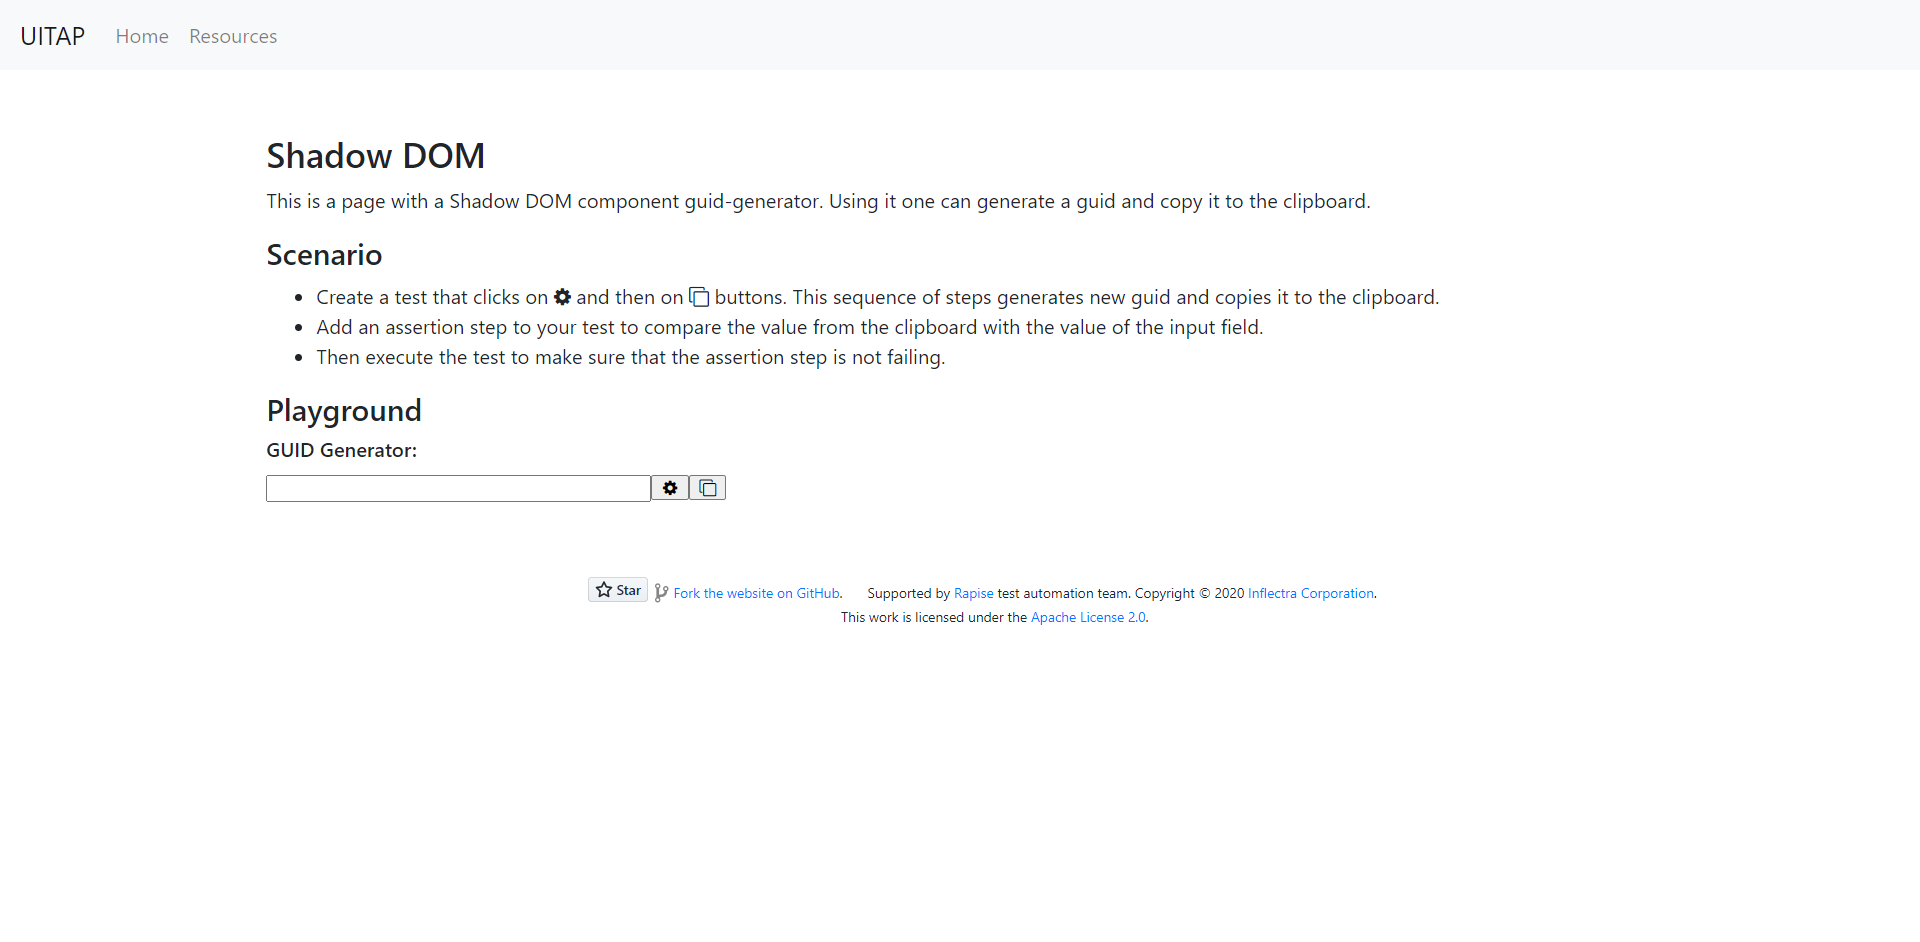 UITAP Home Resources
Shadow DOM
This is a page with a Shadow DOM component guid-generator. Using it one can generate a guid and copy it to the clipboard.
Scenario
Create a test that clicks on and then on buttons. This sequence of steps generates new guid and copies it to the clipboard.
Add an assertion step to your test to compare the value from the clipboard with the value of the input field.
Then execute the test to make sure that the assertion step is not failing.
Playground
GUID Generator:
Star Fork the website on GitHub. Supported by Rapise test automation team. Copyright © 2020 Inflectra Corporation.
This work is licensed under the Apache License 2.0.